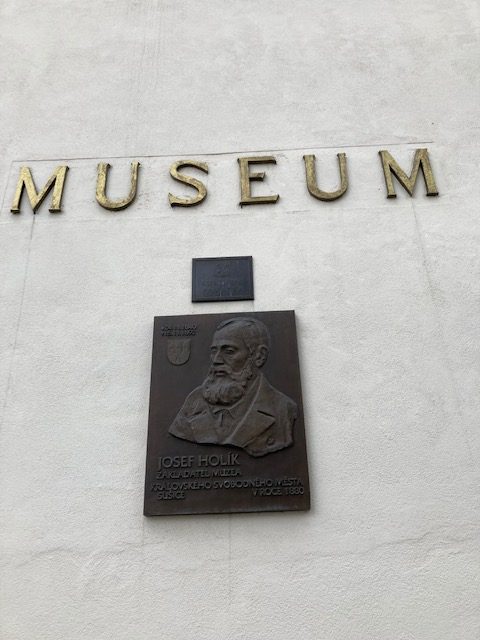 MUSEUM
JOSEF HOLÍK
ZAKLADATEL MUZEA
KRÁLOVSKÉHO SVOBODNÉHO MĚSTA
SUŠICE V ROCE 1880